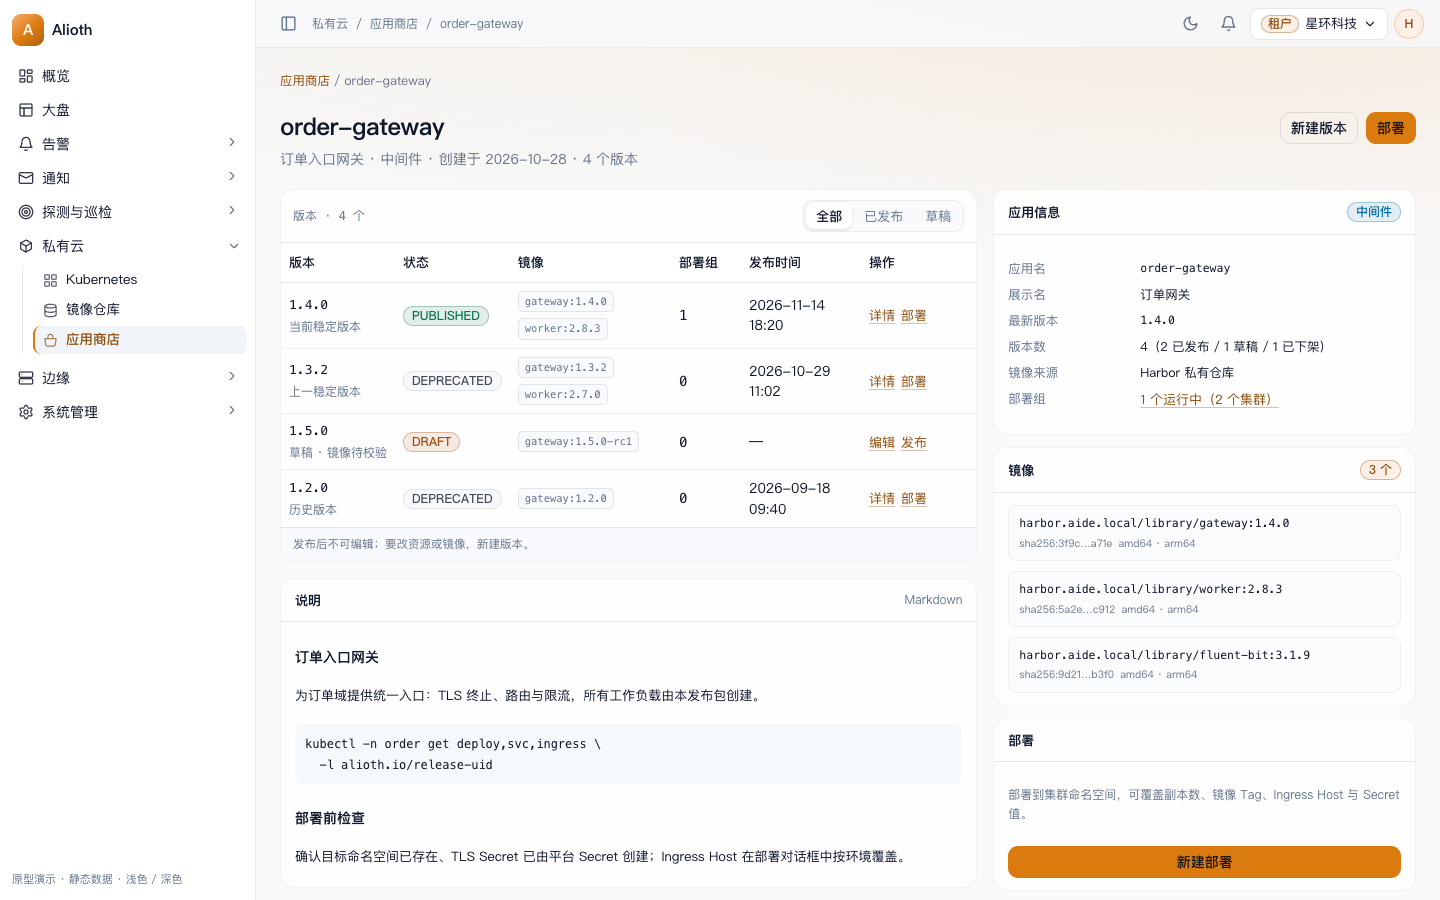 A Alioth
概览
大盘
告警
通知
探测与巡检
私有云
Kubernetes
镜像仓库
应用商店
边缘
系统管理
原型演示 · 静态数据 · 浅色 / 深色
私有云 / 应用商店 / order-gateway
租户 星环科技
H
应用商店 / order-gateway
order-gateway
订单入口网关 · 中间件 · 创建于 2026-10-28 · 4 个版本
新建版本 部署
版本 · 4 个
全部 已发布 草稿
版本 状态 镜像 部署组 发布时间 操作
1.4.0 当前稳定版本 PUBLISHED gateway:1.4.0 worker:2.8.3 1 2026-11-14 18:20 详情 部署
1.3.2 上一稳定版本 DEPRECATED gateway:1.3.2 worker:2.7.0 0 2026-10-29 11:02 详情 部署
1.5.0 草稿 · 镜像待校验 DRAFT gateway:1.5.0-rc1 0 — 编辑 发布
1.2.0 历史版本 DEPRECATED gateway:1.2.0 0 2026-09-18 09:40 详情 部署
发布后不可编辑；要改资源或镜像，新建版本。
说明 Markdown
订单入口网关
为订单域提供统一入口：TLS 终止、路由与限流，所有工作负载由本发布包创建。
kubectl -n order get deploy,svc,ingress \
-l alioth.io/release-uid
部署前检查
确认目标命名空间已存在、TLS Secret 已由平台 Secret 创建；Ingress Host 在部署对话框中按环境覆盖。
应用信息 中间件
应用名 order-gateway
展示名 订单网关
最新版本 1.4.0
版本数 4（2 已发布 / 1 草稿 / 1 已下架）
镜像来源 Harbor 私有仓库
部署组 1 个运行中（2 个集群）
镜像 3 个
harbor.aide.local/library/gateway:1.4.0
sha256:3f9c…a71e amd64 · arm64
harbor.aide.local/library/worker:2.8.3
sha256:5a2e…c912 amd64 · arm64
harbor.aide.local/library/fluent-bit:3.1.9
sha256:9d21…b3f0 amd64 · arm64
部署
部署到集群命名空间，可覆盖副本数、镜像 Tag、Ingress Host 与 Secret
值。
新建部署